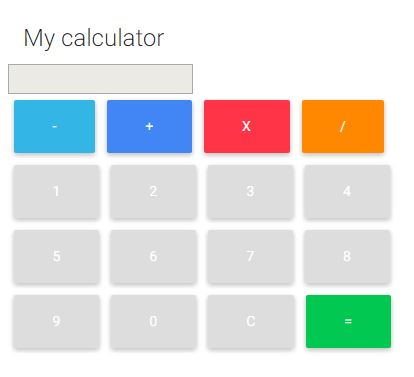 My calculator
- + X /
1 2 3 4
5 6 7 8
9 0 C =